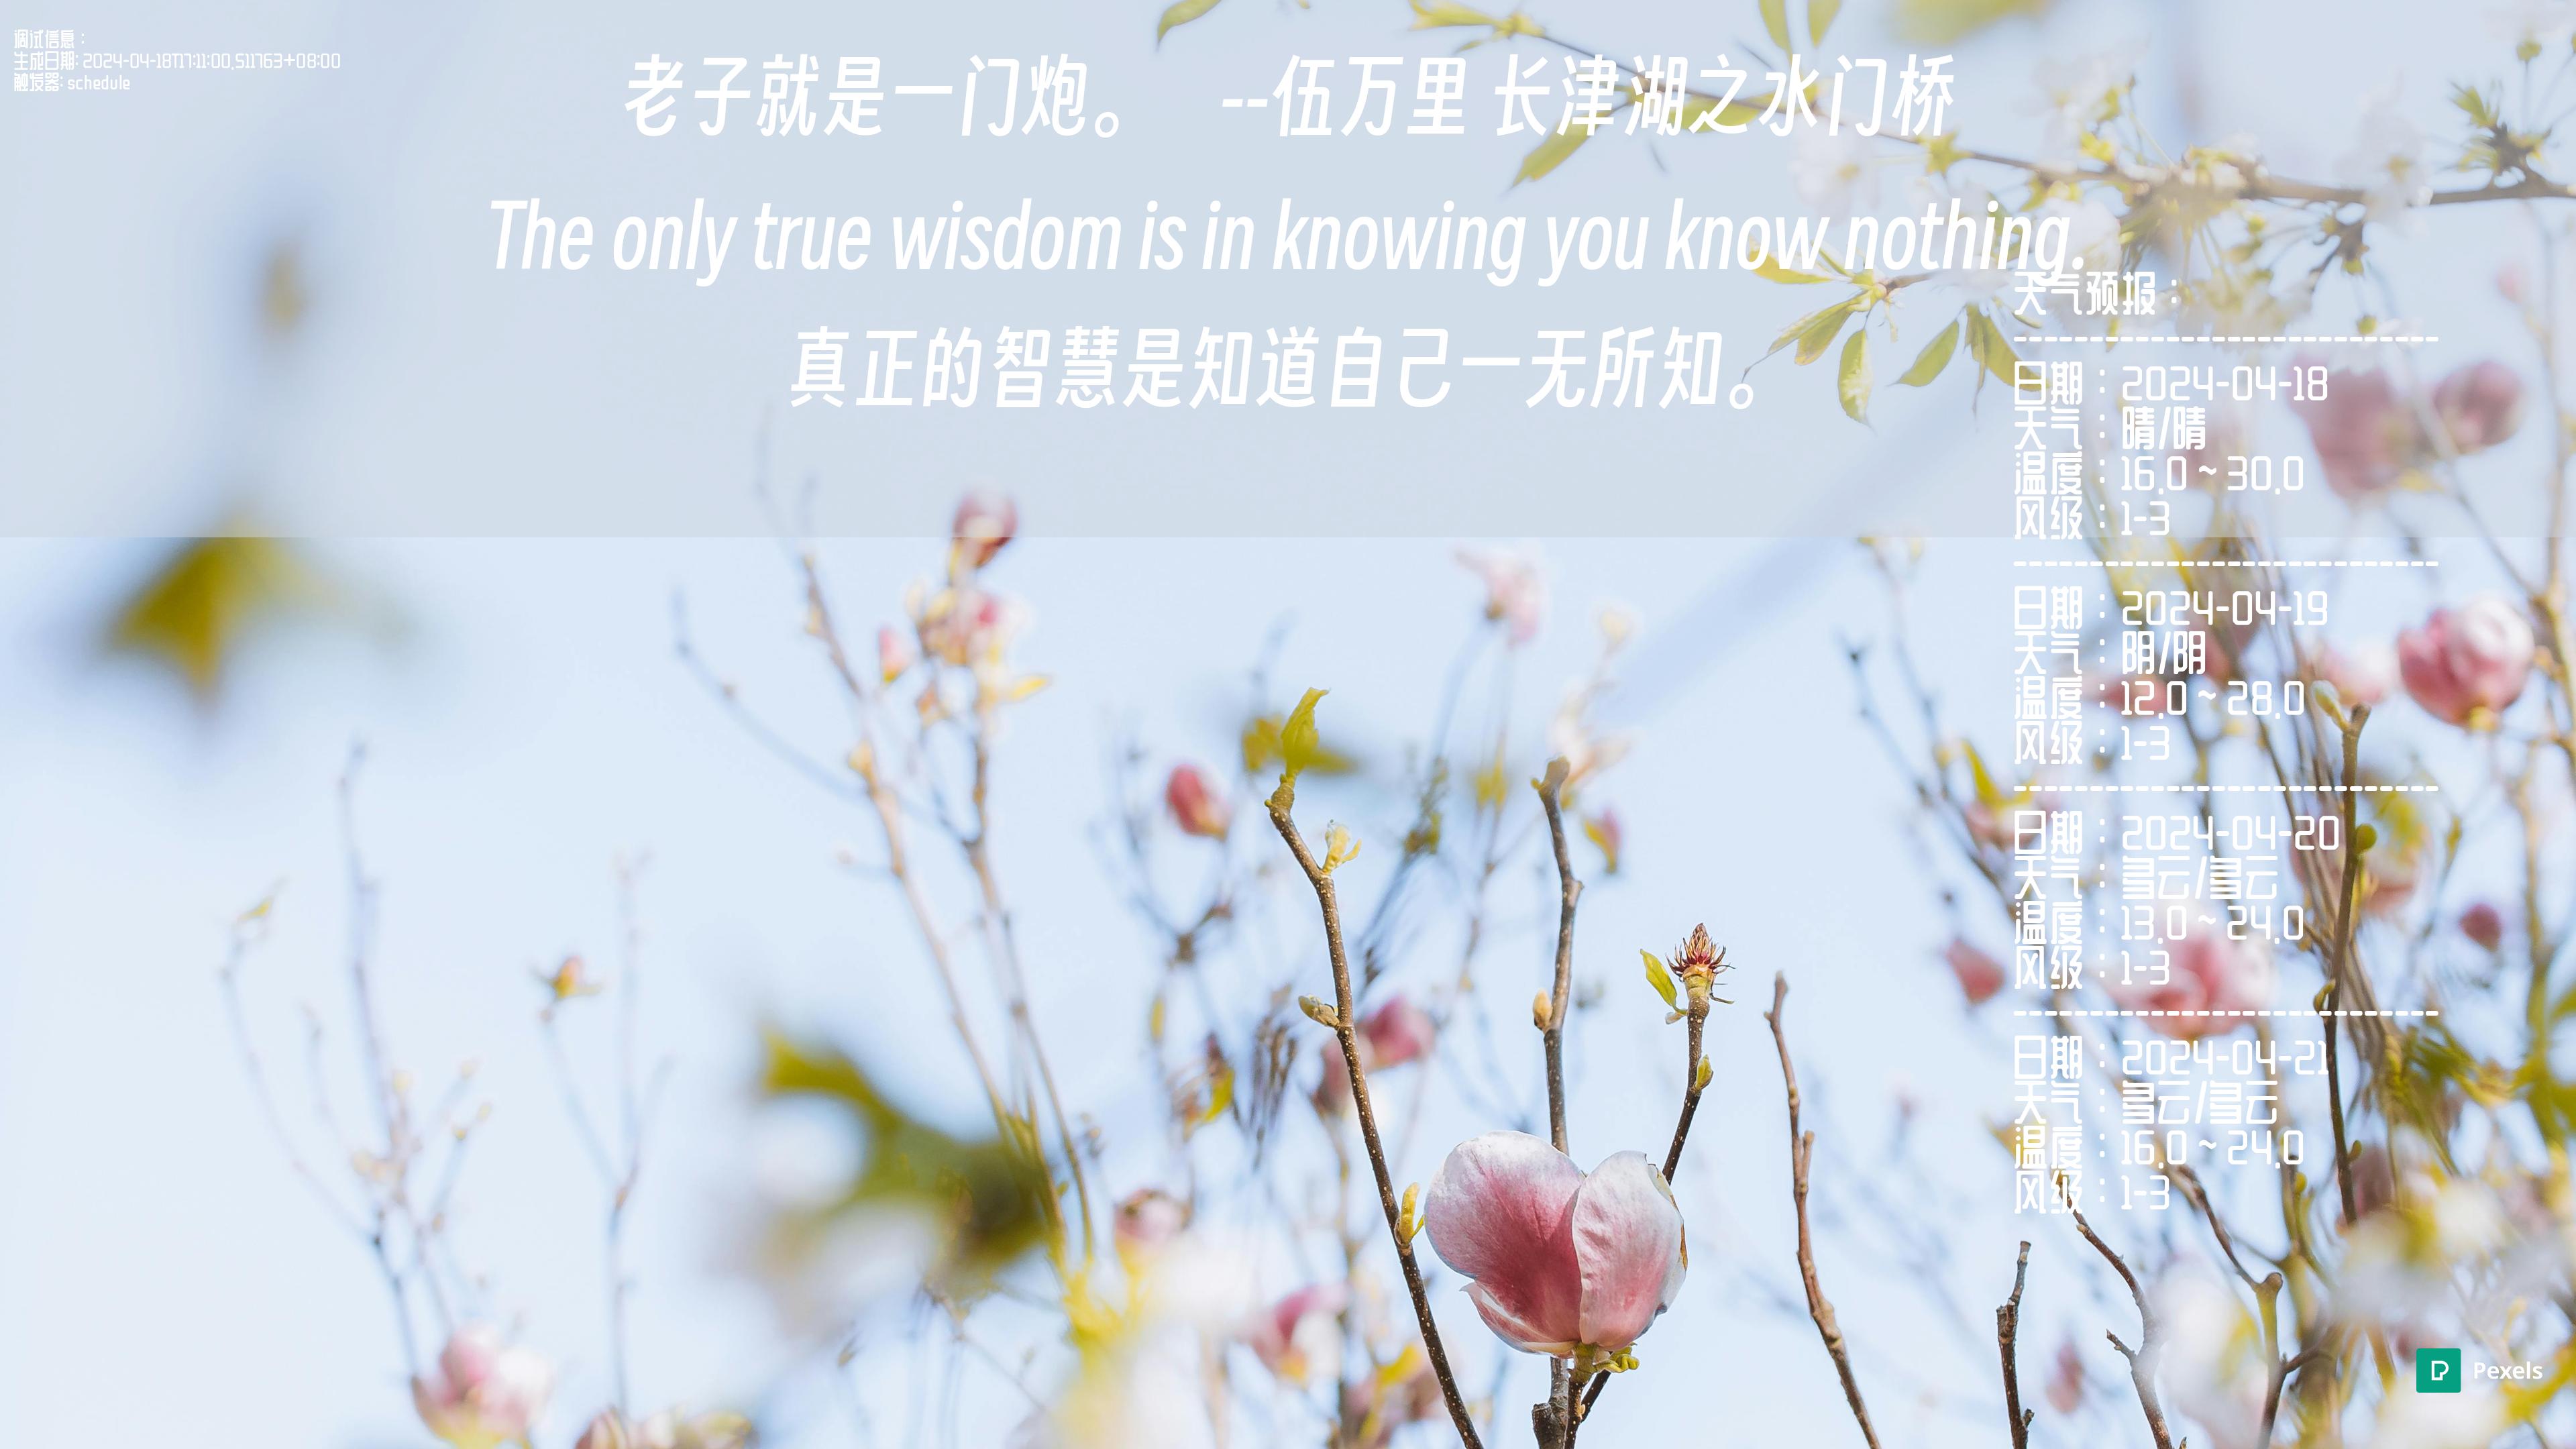 调试信息：
生成日期: 2024-04-18T17:11:00.511763+08:00
触发器: schedule
老子就是一门炮。 --伍万里 长津湖之水门桥
The only true wisdom is in knowing you know nothing.
真正的智慧是知道自己一无所知。
天气预报：
------------------------------
日期：2024-04-18
天气：晴/晴
温度：16.0 ~ 30.0
风级：1-3
------------------------------
日期：2024-04-19
天气：阴/阴
温度：12.0 ~ 28.0
风级：1-3
------------------------------
日期：2024-04-20
天气：多云/多云
温度：13.0 ~ 24.0
风级：1-3
------------------------------
日期：2024-04-21
天气：多云/多云
温度：16.0 ~ 24.0
风级：1-3
Pexels